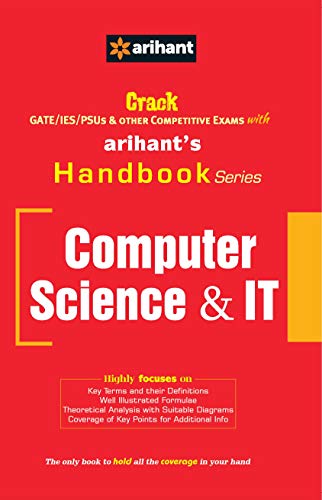 arihant
Crack
GATE/IES/PSUs & OTHER COMPETITIVE EXAMS with
arihant's
Handbook Series
Computer
Science & IT
Highly focuses on
Key Terms and their Definitions
Well Illustrated Formulae
Theoretical Analysis with Suitable Diagrams
Coverage of Key Points for Additional Info
The only book to hold all the coverage in your hand